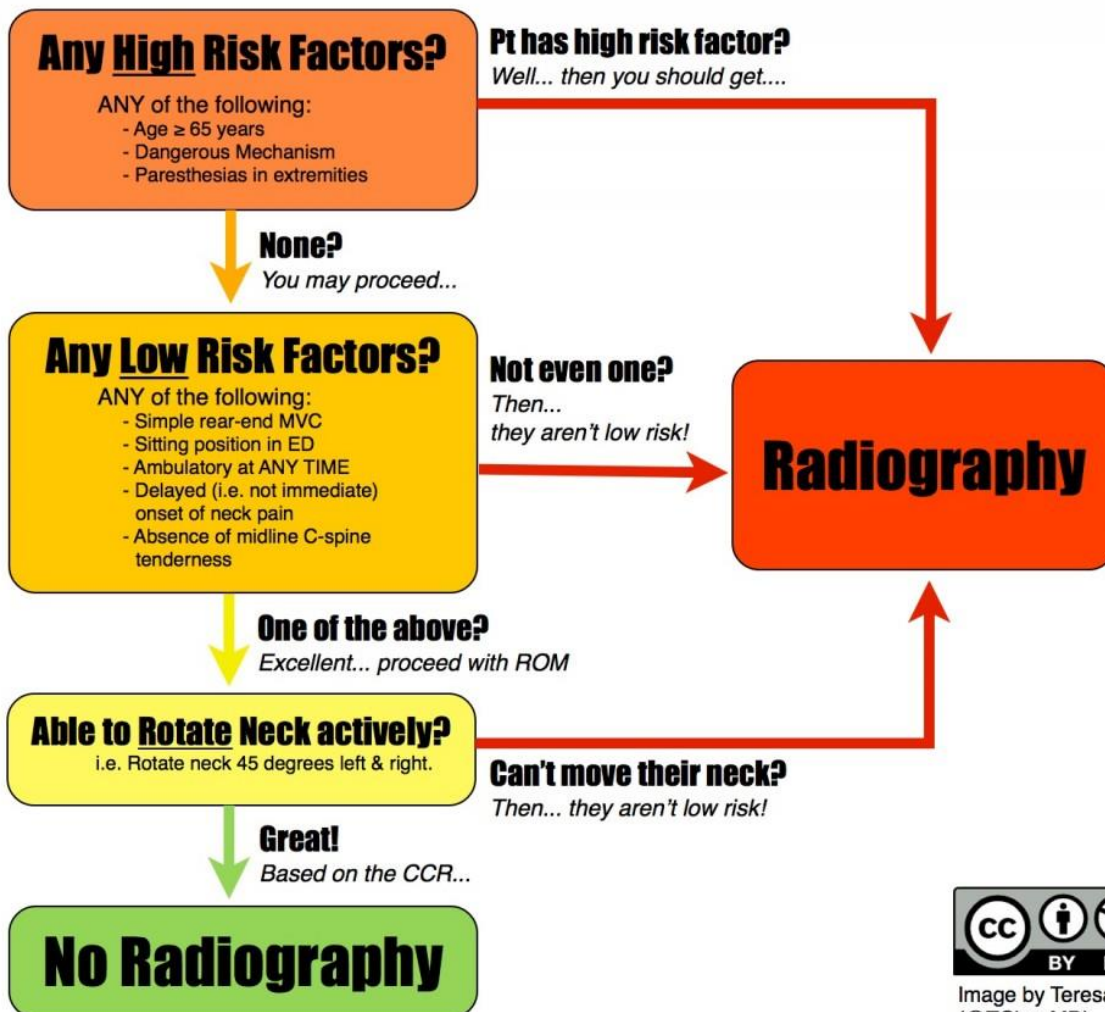 Any High Risk Factors?
ANY of the following:
- Age ≥ 65 years
- Dangerous Mechanism
- Paresthesias in extremities
Pt has high risk factor?
Well... then you should get....
None?
You may proceed...
Any Low Risk Factors?
ANY of the following:
- Simple rear-end MVC
- Sitting position in ED
- Ambulatory at ANY TIME
- Delayed (i.e. not immediate)
onset of neck pain
- Absence of midline C-spine
tenderness
Not even one?
Then...
they aren't low risk!
Radiography
One of the above?
Excellent... proceed with ROM
Able to Rotate Neck actively?
i.e. Rotate neck 45 degrees left & right.
Can't move their neck?
Then... they aren't low risk!
Great!
Based on the CCR...
No Radiography
CC
BY
Image by Teresa